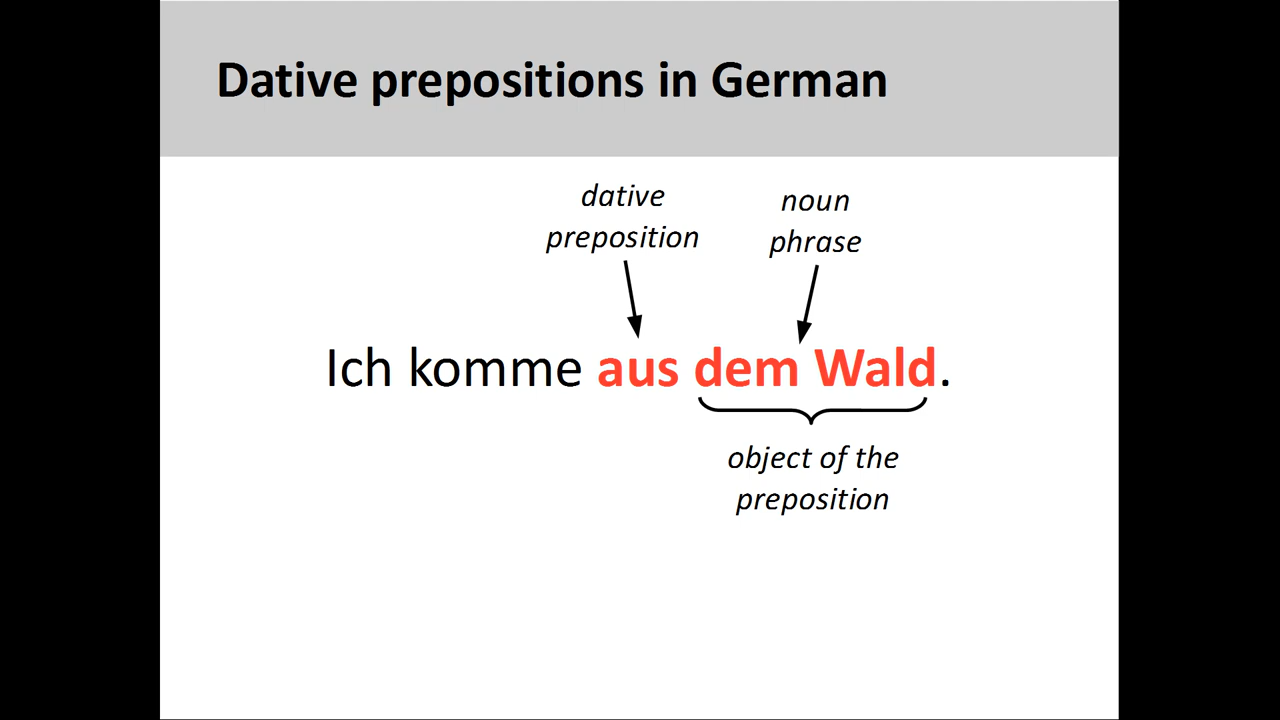 Dative prepositions in German
dative
preposition
noun
phrase
Ich komme aus dem Wald.
object of the
preposition